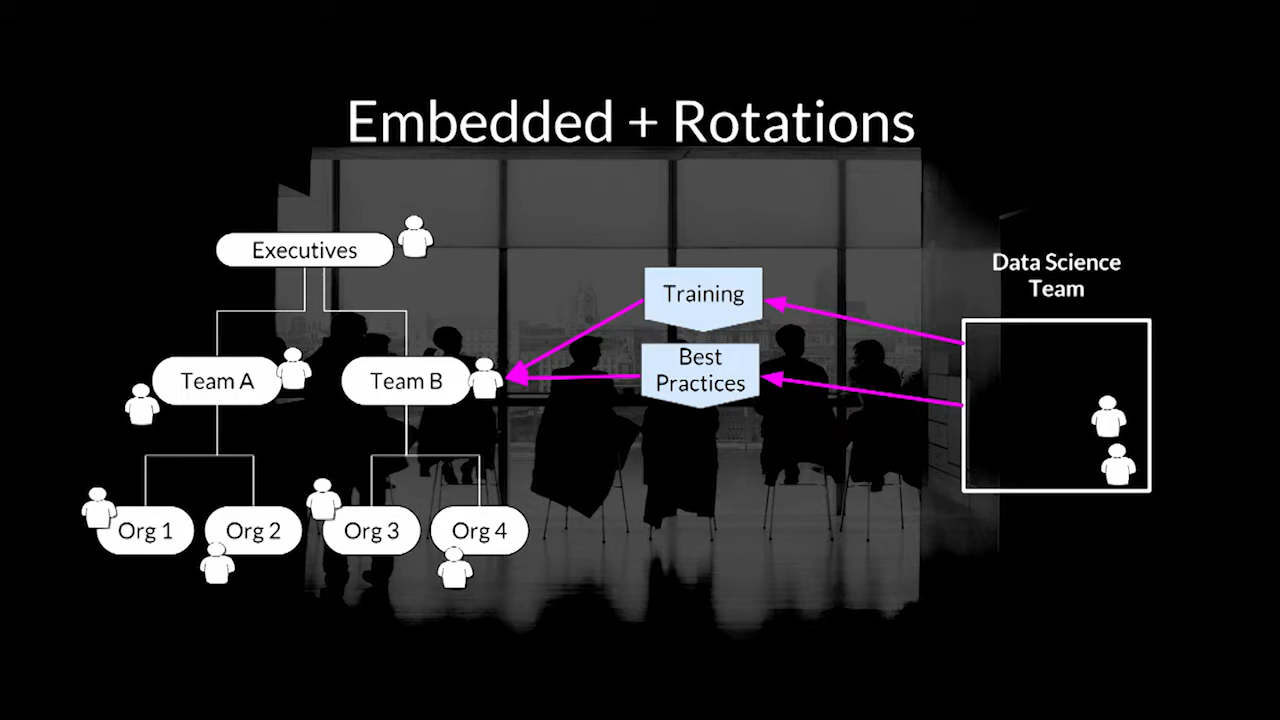 Embedded + Rotations
Executives
Team A
Team B
Org 1
Org 2
Org 3
Org 4
Training
Best
Practices
Data Science
Team